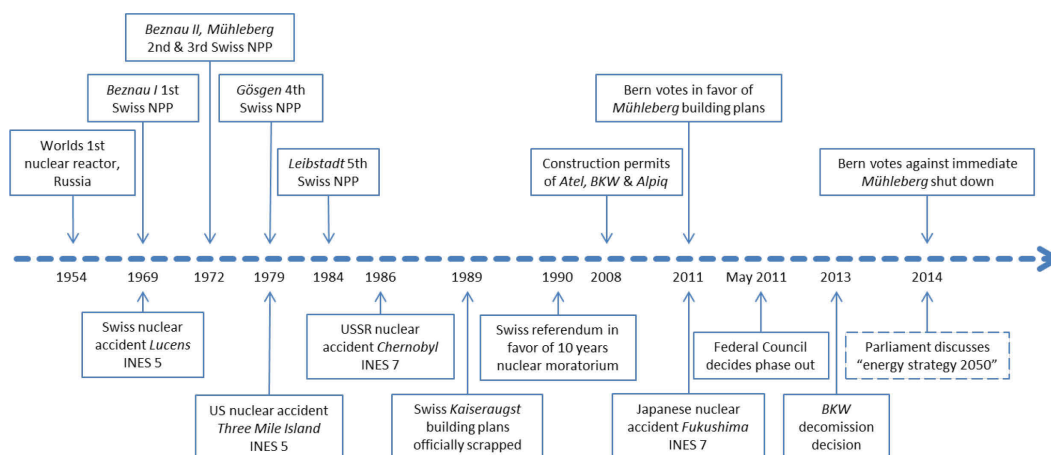 Beznau II, Mühleberg
2nd & 3rd Swiss NPP
Beznau I 1st
Swiss NPP
Gösgen 4th
Swiss NPP
Bern votes in favor of
Mühleberg building plans
Worlds 1st
nuclear reactor,
Russia
Leibstadt 5th
Swiss NPP
Construction permits
of Atel, BKW & Alpiq
Bern votes against immediate
Mühleberg shut down
1954 1969 1972 1979 1984 1986 1989 1990 2008 2011 May 2011 2013 2014
Swiss nuclear
accident Lucens
INES 5
USSR nuclear
accident Chernobyl
INES 7
Swiss referendum in
favor of 10 years
nuclear moratorium
Federal Council
decides phase out
Parliament discusses
“energy strategy 2050”
US nuclear accident
Three Mile Island
INES 5
Swiss Kaiseraugst
building plans
officially scrapped
Japanese nuclear
accident Fukushima
INES 7
BKW
decomission
decision